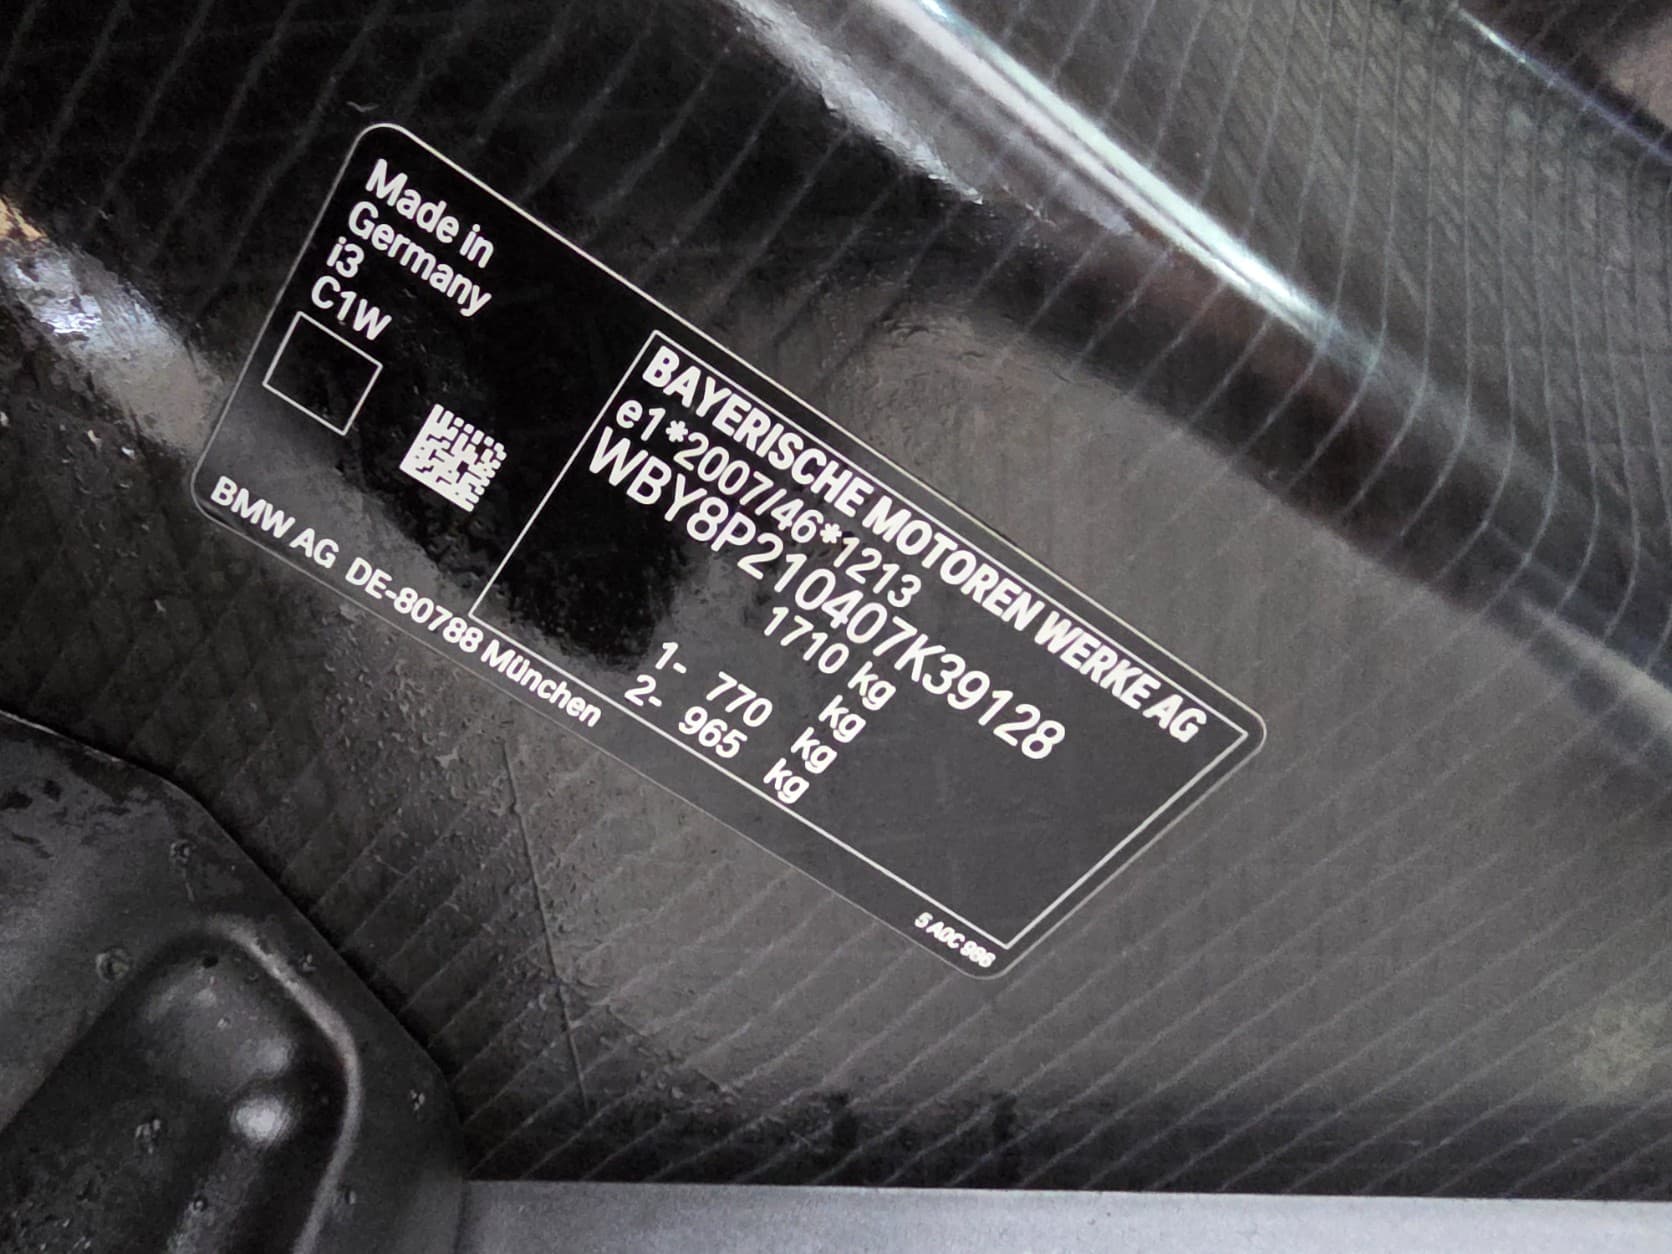 Made in
Germany
i3
C1W
BAYERISCHE MOTOREN WERKE AG
e1*2007/46*1213
WBY8P210407K39128
1710 kg
kg
1- 770 kg
2- 965 kg
BMW AG DE-80788 München
5 A0C 986